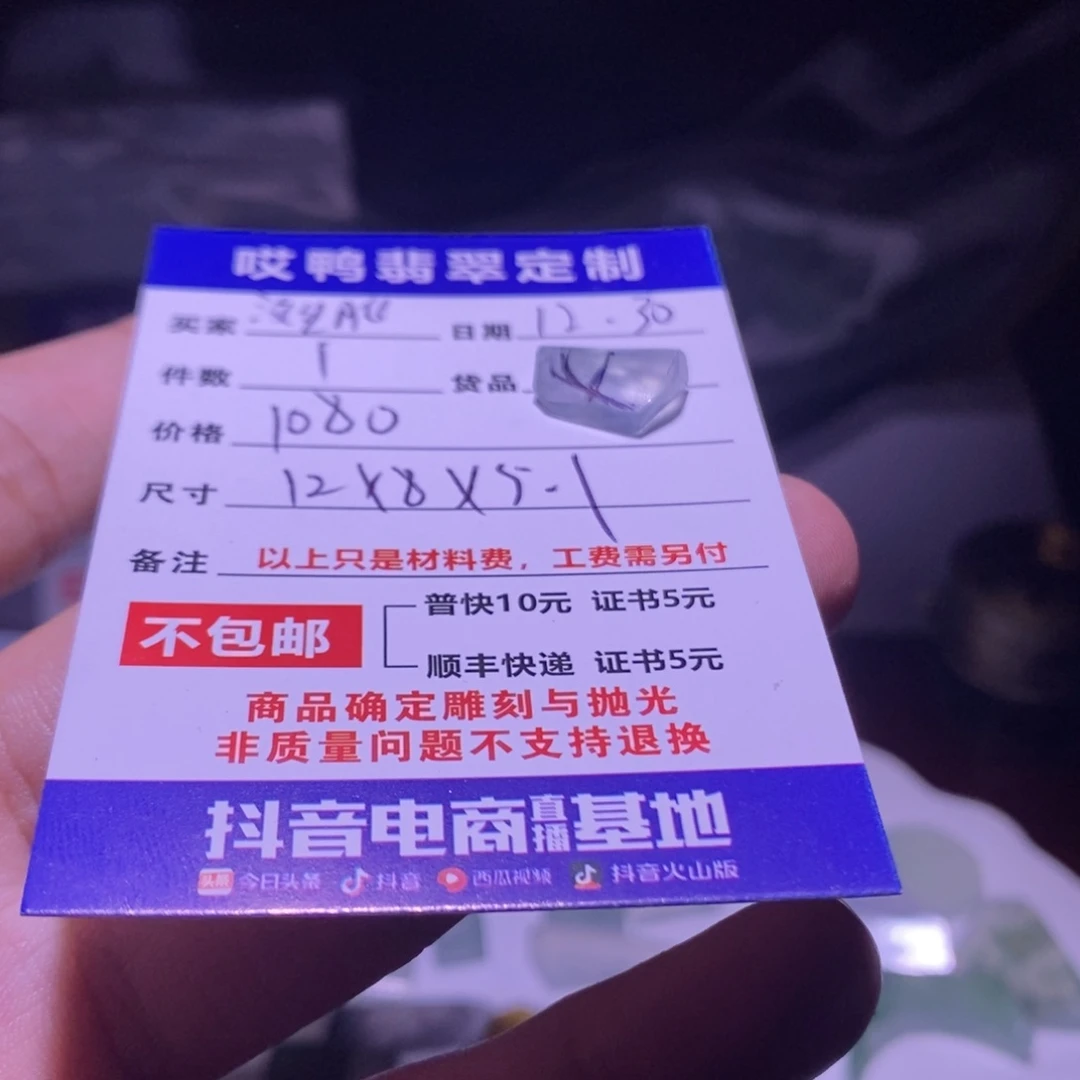 哎鸭翡翠定制
买家 日期 12.30
件数 1 货品
价格 1080
尺寸 12X8X5.1
备注 以上只是材料费，工费需另付
不包邮 普快10元 证书5元
顺丰快递 证书5元
商品确定雕刻与抛光
非质量问题不支持退换
抖音电商直播基地
头条 今日头条 抖音 西瓜视频 抖音火山版